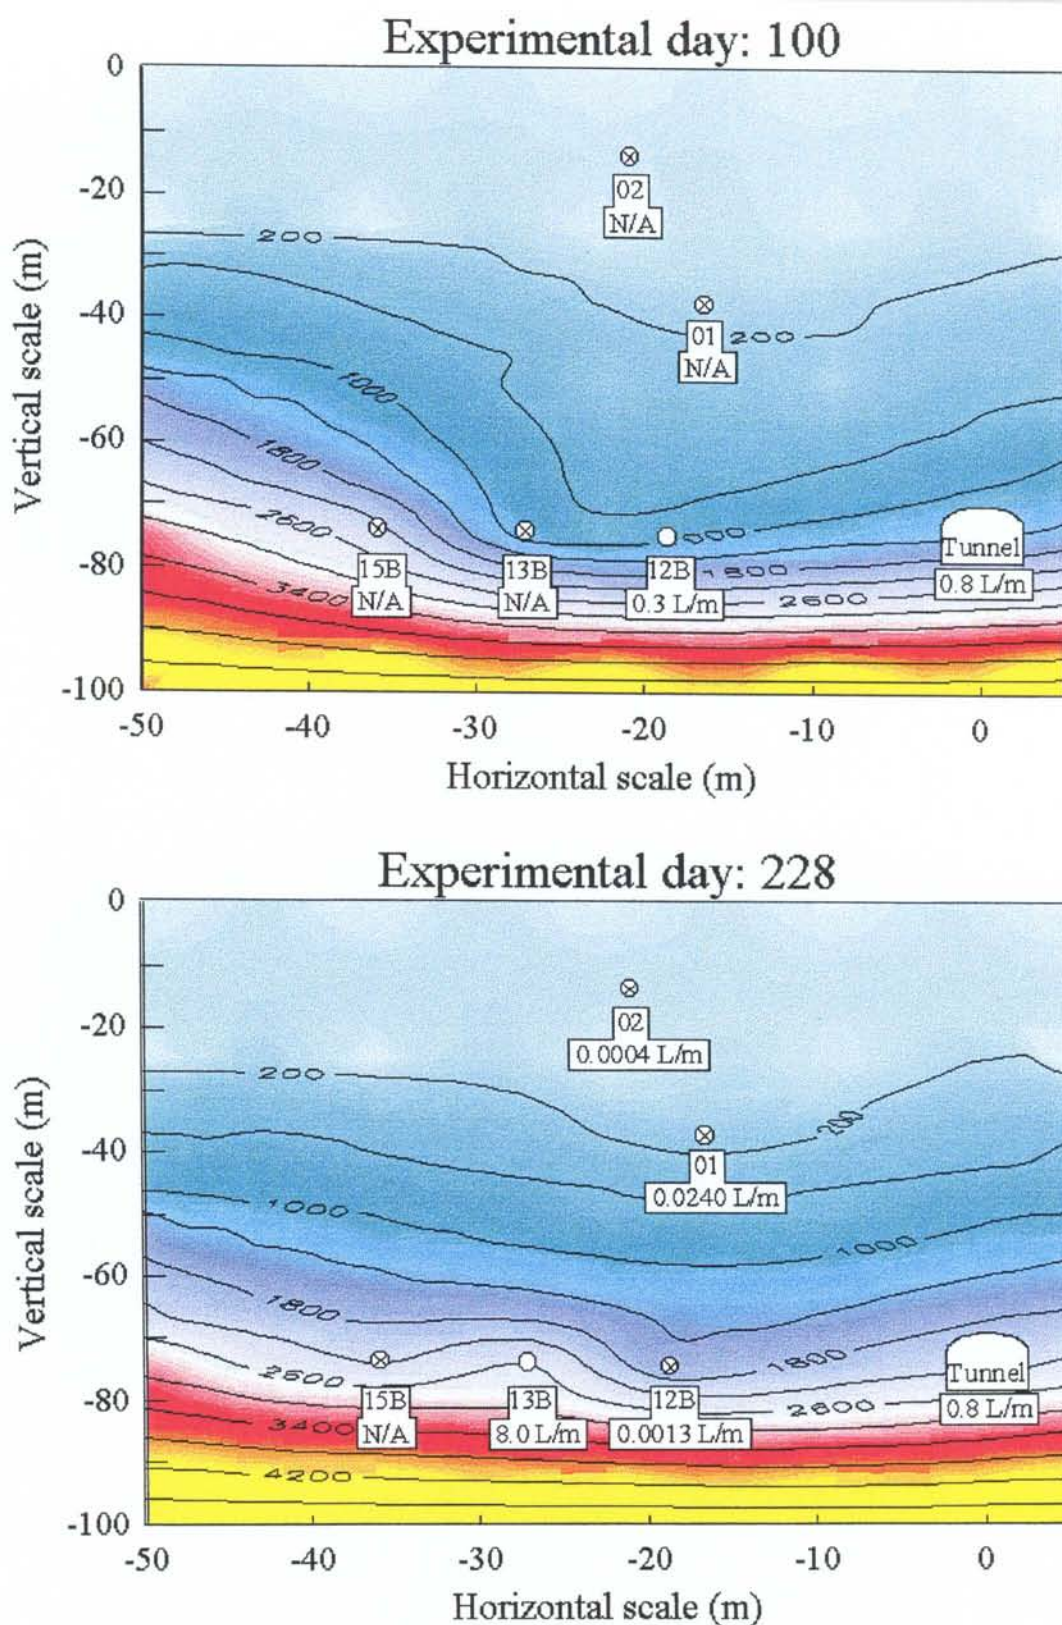 Experimental day: 100
0
-20
-40
-60
-80
-100
Vertical scale (m)
02
N/A
200
01
N/A
200
1000
1800
2600
3400
15B
N/A
13B
N/A
12B
0.3 L/m
1800
2600
Tunnel
0.8 L/m
-50
-40
-30
-20
-10
0
Horizontal scale (m)
Experimental day: 228
0
-20
-40
-60
-80
-100
Vertical scale (m)
02
0.0004 L/m
200
200
01
0.0240 L/m
1000
1000
1800
1800
2600
2600
3400
4200
15B
N/A
13B
8.0 L/m
12B
0.0013 L/m
Tunnel
0.8 L/m
-50
-40
-30
-20
-10
0
Horizontal scale (m)